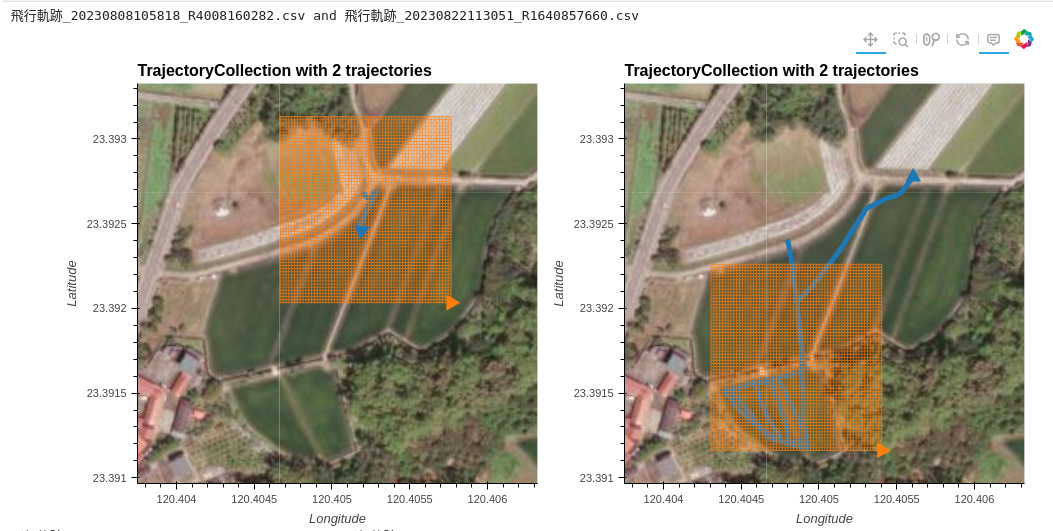 飛行軌跡_20230808105818_R4008160282.csv and 飛行軌跡_20230822113051_R1640857660.csv
TrajectoryCollection with 2 trajectories
23.393
23.3925
23.392
23.3915
23.391
Latitude
120.404
120.4045
120.405
120.4055
120.406
Longitude
TrajectoryCollection with 2 trajectories
23.393
23.3925
23.392
23.3915
23.391
Latitude
120.404
120.4045
120.405
120.4055
120.406
Longitude